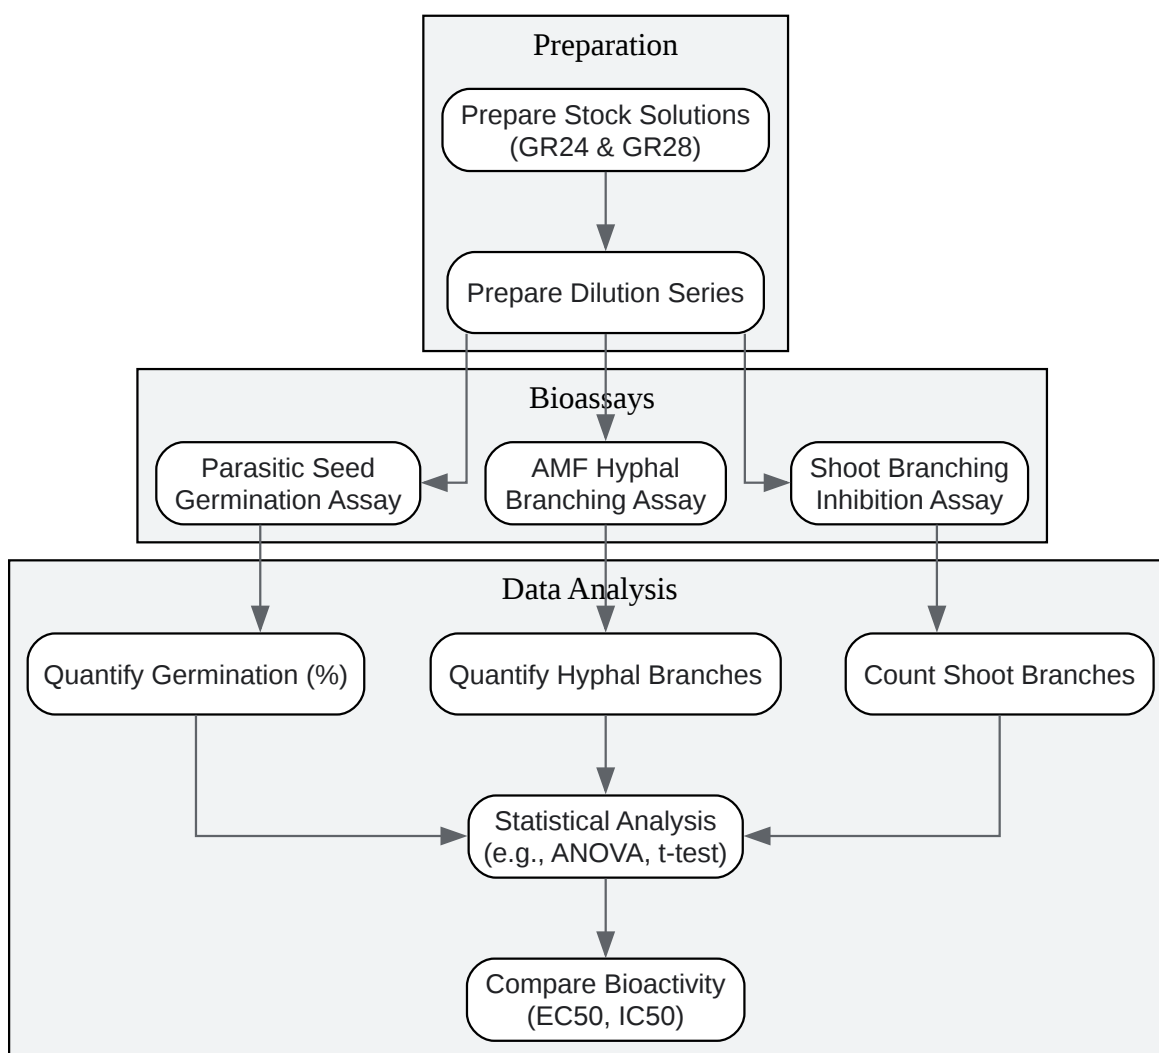 Preparation
Prepare Stock Solutions
(GR24 & GR28)
Prepare Dilution Series
Bioassays
Parasitic Seed
Germination Assay
AMF Hyphal
Branching Assay
Shoot Branching
Inhibition Assay
Data Analysis
Quantify Germination (%)
Quantify Hyphal Branches
Count Shoot Branches
Statistical Analysis
(e.g., ANOVA, t-test)
Compare Bioactivity
(EC50, IC50)